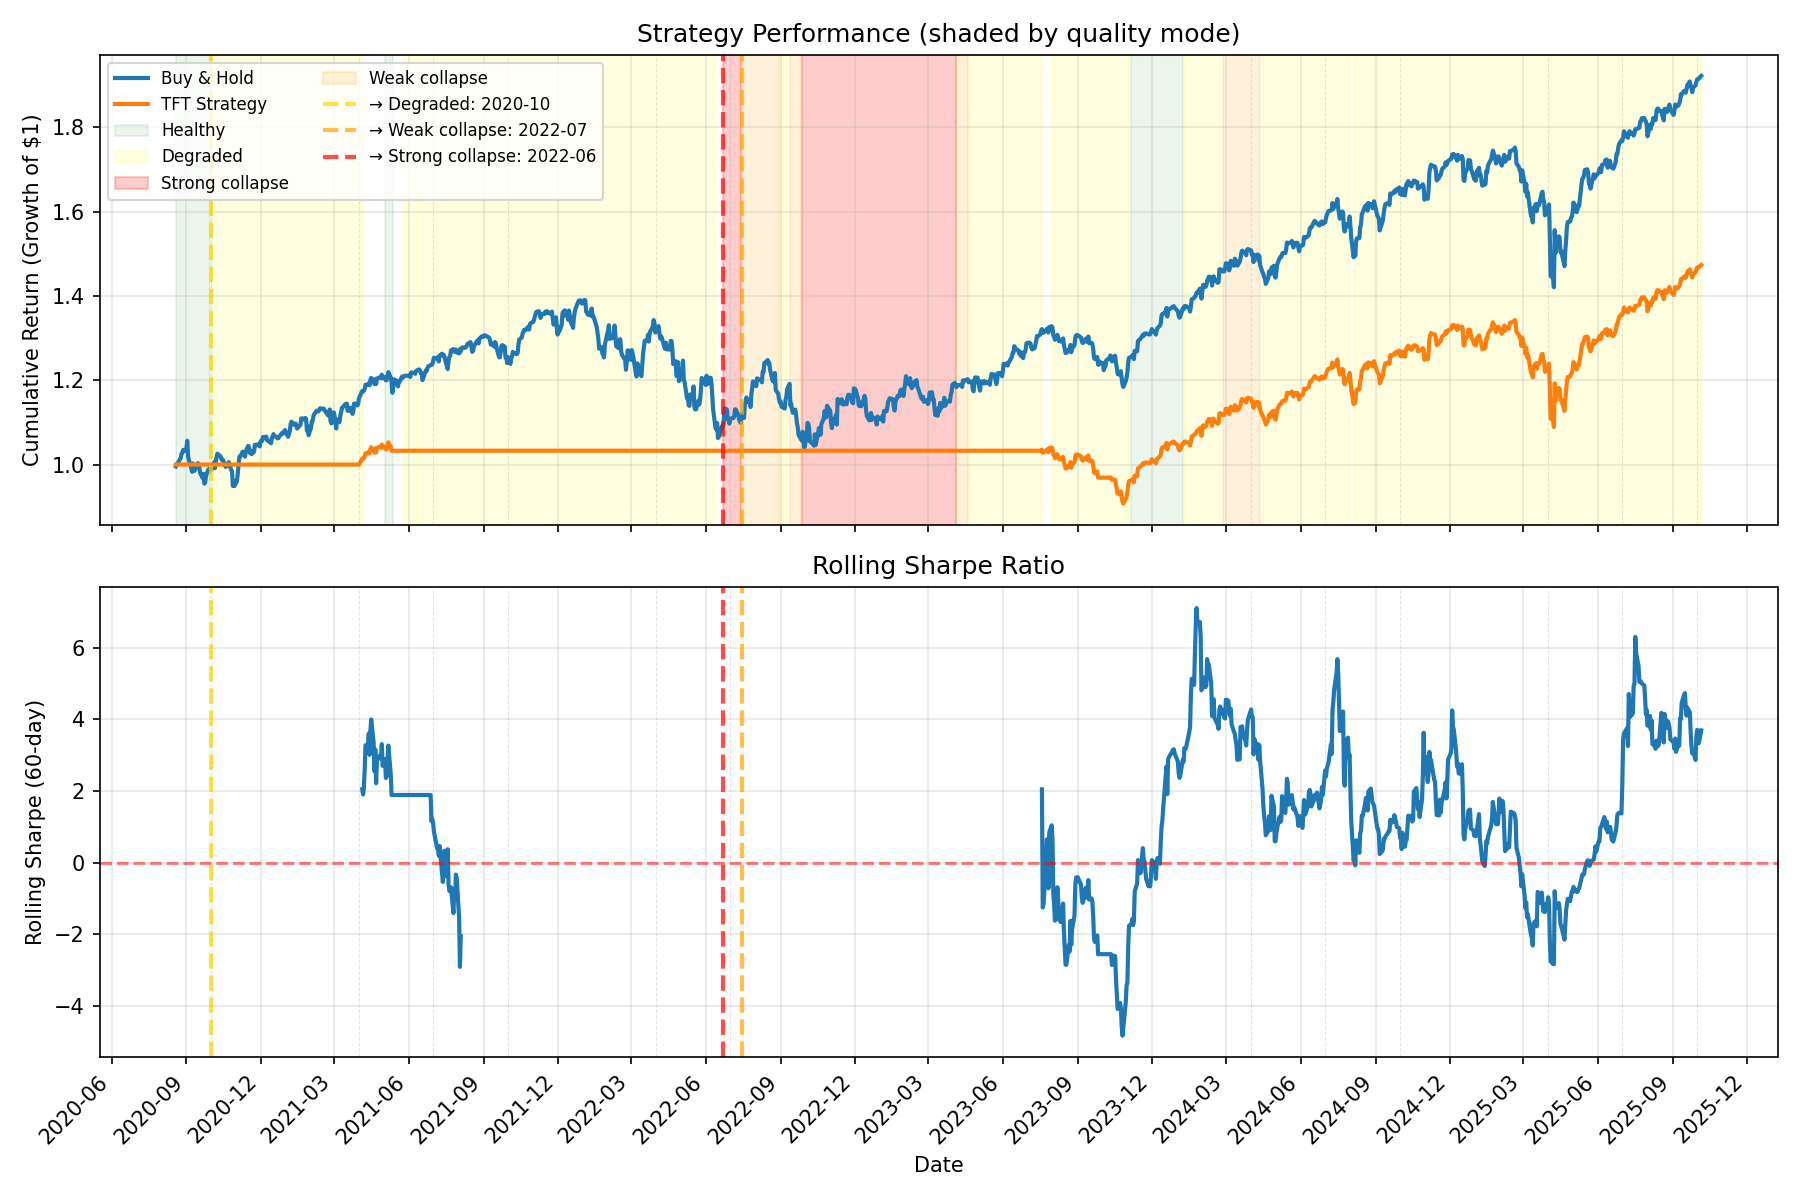 Strategy Performance (shaded by quality mode)
Cumulative Return (Growth of $1)
1.8
1.6
1.4
1.2
1.0
Buy & Hold
TFT Strategy
Healthy
Degraded
Strong collapse
Weak collapse
→ Degraded: 2020-10
→ Weak collapse: 2022-07
→ Strong collapse: 2022-06
Rolling Sharpe Ratio
Rolling Sharpe (60-day)
6
4
2
0
−2
−4
2020-06
2020-09
2020-12
2021-03
2021-06
2021-09
2021-12
2022-03
2022-06
2022-09
2022-12
2023-03
2023-06
2023-09
2023-12
2024-03
2024-06
2024-09
2024-12
2025-03
2025-06
2025-09
2025-12
Date